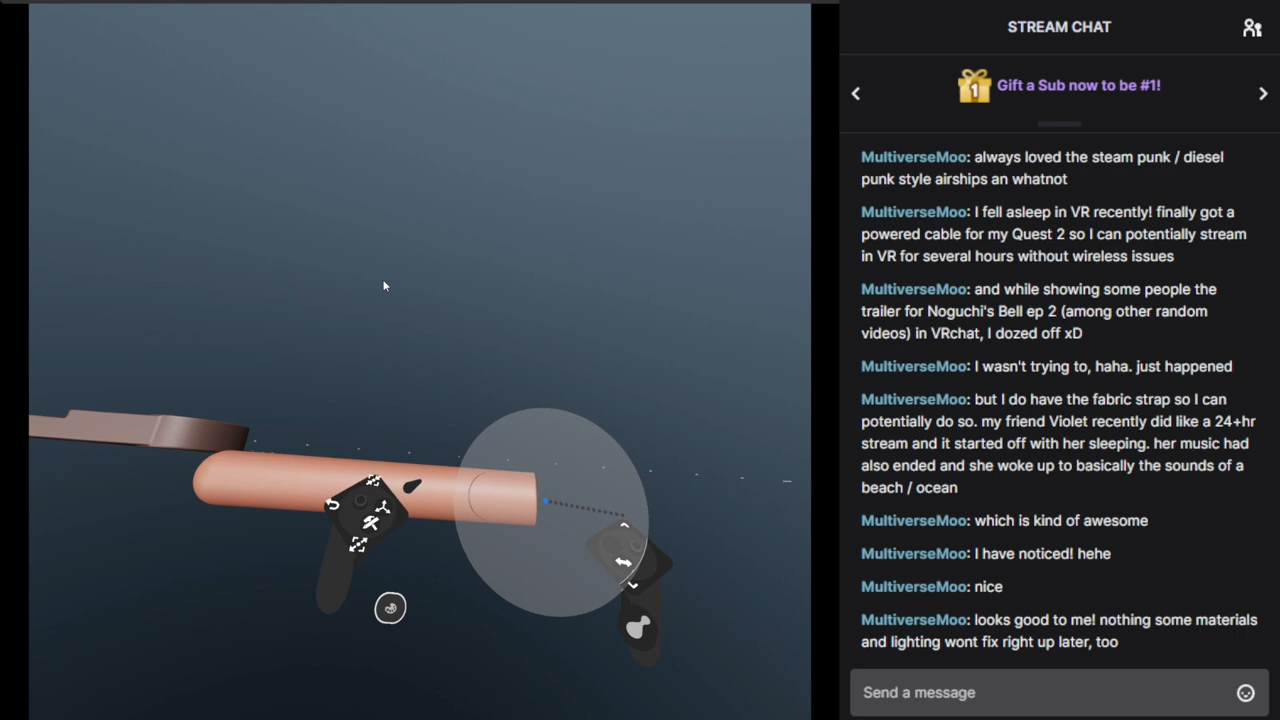 STREAM CHAT
1
Gift a Sub now to be #1!
MultiverseMoo: always loved the steam punk / diesel
punk style airships an whatnot
MultiverseMoo: I fell asleep in VR recently! finally got a
powered cable for my Quest 2 so I can potentially stream
in VR for several hours without wireless issues
MultiverseMoo: and while showing some people the
trailer for Noguchi's Bell ep 2 (among other random
videos) in VRchat, I dozed off xD
MultiverseMoo: I wasn't trying to, haha. just happened
MultiverseMoo: but I do have the fabric strap so I can
potentially do so. my friend Violet recently did like a 24+hr
stream and it started off with her sleeping. her music had
also ended and she woke up to basically the sounds of a
beach / ocean
MultiverseMoo: which is kind of awesome
MultiverseMoo: I have noticed! hehe
MultiverseMoo: nice
MultiverseMoo: looks good to me! nothing some materials
and lighting wont fix right up later, too
Send a message